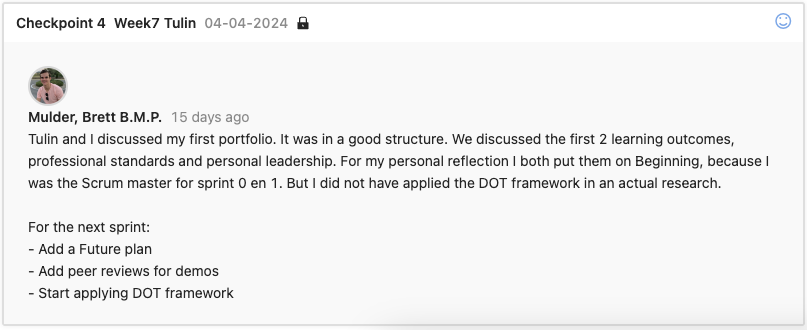 Checkpoint 4  Week7 Tulin  04-04-2024
Mulder, Brett B.M.P.  15 days ago
Tulin and I discussed my first portfolio. It was in a good structure. We discussed the first 2 learning outcomes,
professional standards and personal leadership. For my personal reflection I both put them on Beginning, because I
was the Scrum master for sprint 0 en 1. But I did not have applied the DOT framework in an actual research.
For the next sprint:
- Add a Future plan
- Add peer reviews for demos
- Start applying DOT framework